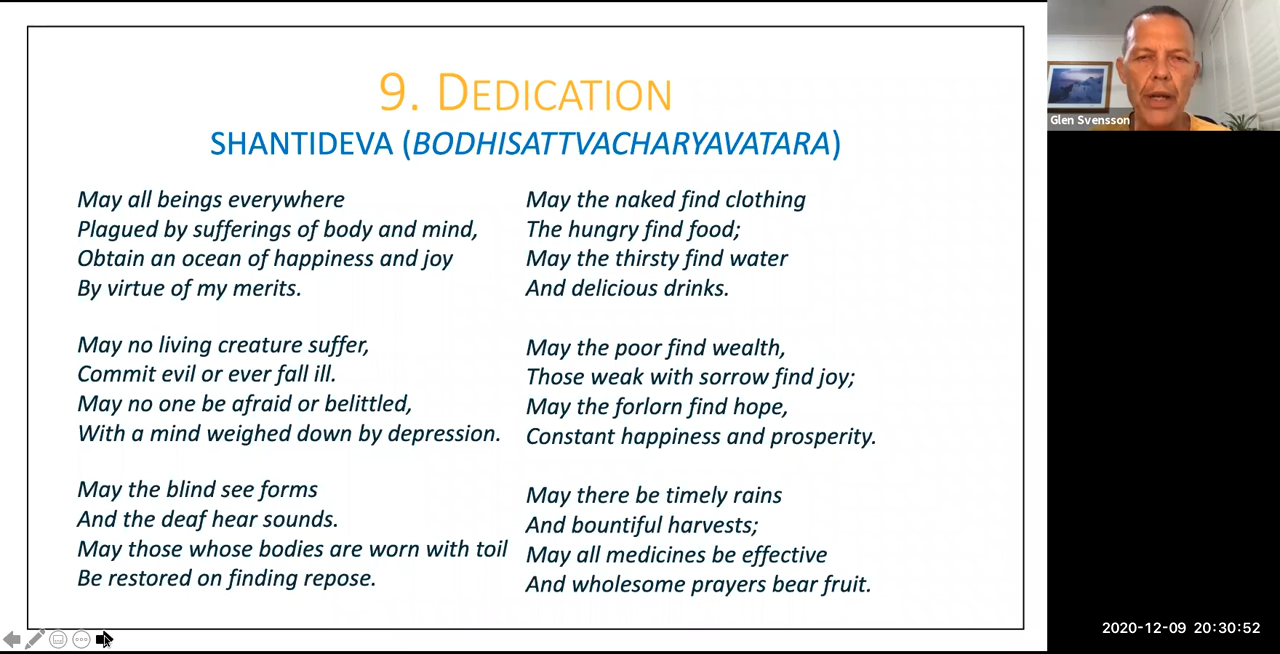 9. DEDICATION
SHANTIDEVA (BODHISATTVACHARYAVATARA)
May all beings everywhere
Plagued by sufferings of body and mind,
Obtain an ocean of happiness and joy
By virtue of my merits.
May no living creature suffer,
Commit evil or ever fall ill.
May no one be afraid or belittled,
With a mind weighed down by depression.
May the blind see forms
And the deaf hear sounds.
May those whose bodies are worn with toil
Be restored on finding repose.
May the naked find clothing
The hungry find food;
May the thirsty find water
And delicious drinks.
May the poor find wealth,
Those weak with sorrow find joy;
May the forlorn find hope,
Constant happiness and prosperity.
May there be timely rains
And bountiful harvests;
May all medicines be effective
And wholesome prayers bear fruit.
Glen Svensson
2020-12-09 20:30:52